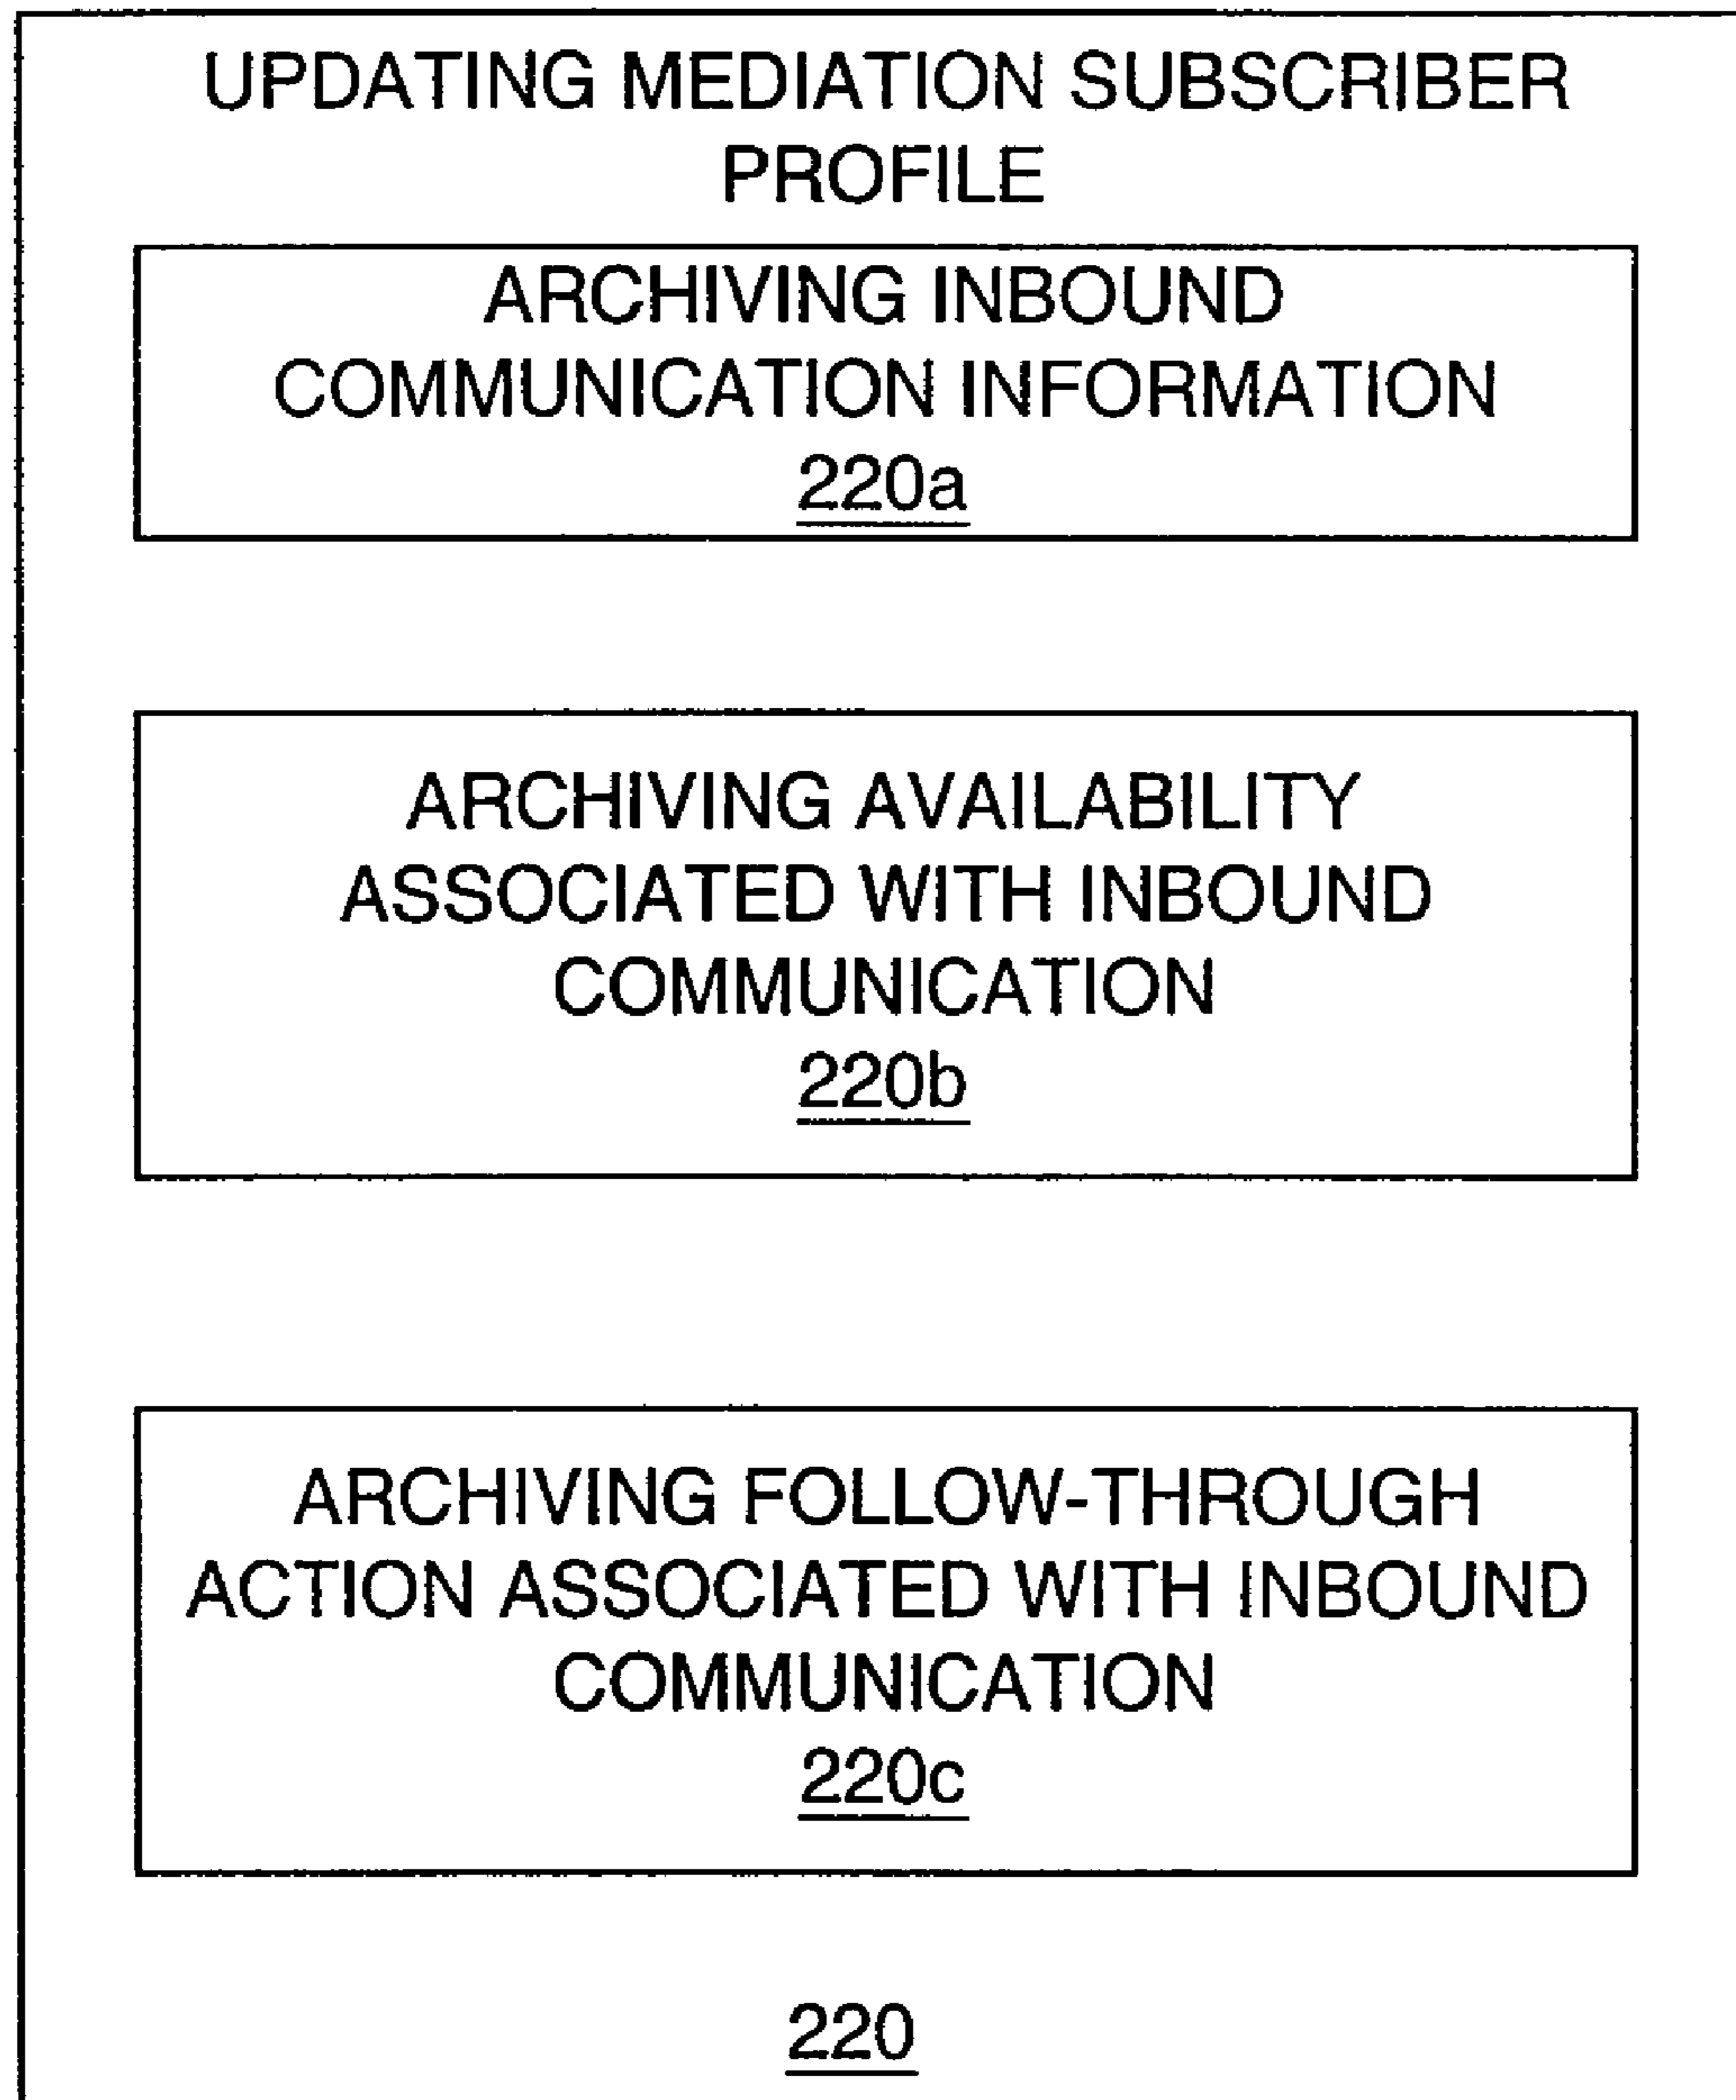 UPDATING MEDIATION SUBSCRIBER
PROFILE
ARCHIVING INBOUND
COMMUNICATION INFORMATION
220a
ARCHIVING AVAILABILITY
ASSOCIATED WITH INBOUND
COMMUNICATION
220b
ARCHIVING FOLLOW-THROUGH
ACTION ASSOCIATED WITH INBOUND
COMMUNICATION
220c
220